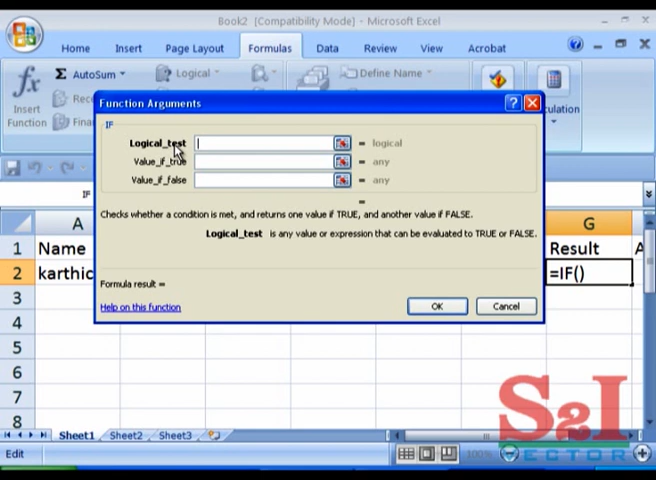 Book2 [Compatibility Mode] - Microsoft Excel
Home Insert Page Layout Formulas Data Review View Acrobat
fx Σ AutoSum Logical Define Name
Insert Function
Function Arguments
IF
Logical_test = logical
Value_if_true = any
Value_if_false = any
=
Checks whether a condition is met, and returns one value if TRUE, and another value if FALSE.
Logical_test is any value or expression that can be evaluated to TRUE or FALSE.
Formula result =
Help on this function
OK Cancel
IF
A G
1 Name Result
2 karthic =IF()
3
4
5
6
7
8
S2I
ECTOR
Sheet1 Sheet2 Sheet3
Edit 100%